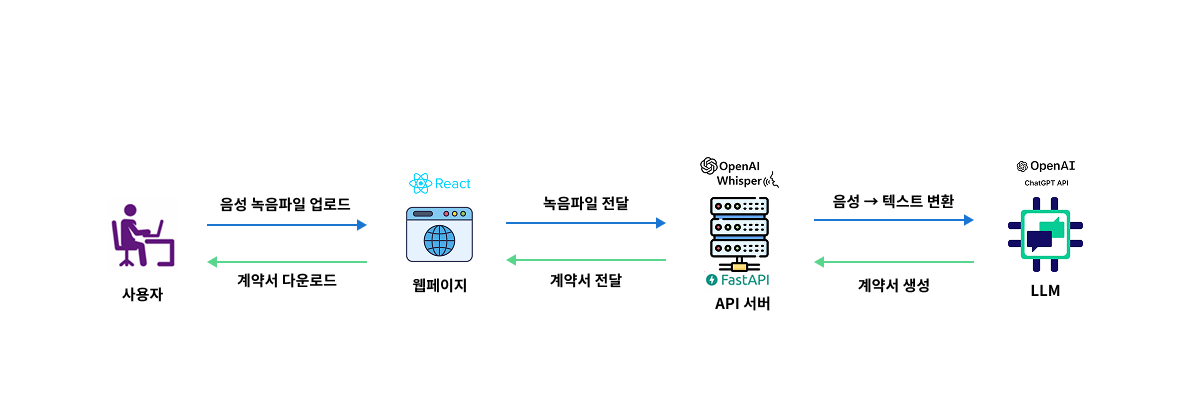 음성 녹음파일 업로드
계약서 다운로드
사용자
React
웹페이지
녹음파일 전달
계약서 전달
OpenAI
Whisper
FastAPI
API 서버
음성 → 텍스트 변환
계약서 생성
OpenAI
ChatGPT API
LLM